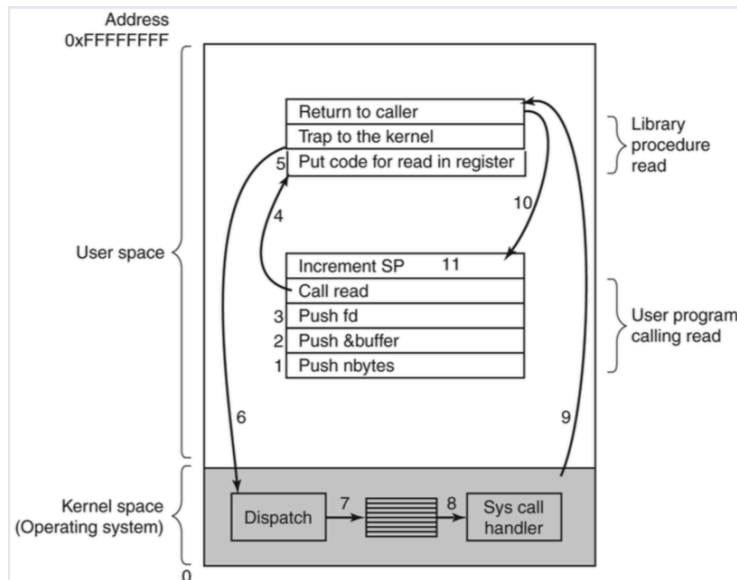 Address
0xFFFFFFFF
Return to caller
Trap to the kernel
5 Put code for read in register
Library
procedure
read
4
10
User space
Increment SP 11
Call read
3 Push fd
2 Push &buffer
1 Push nbytes
User program
calling read
6
9
Kernel space
(Operating system)
Dispatch
7
8
Sys call
handler
0